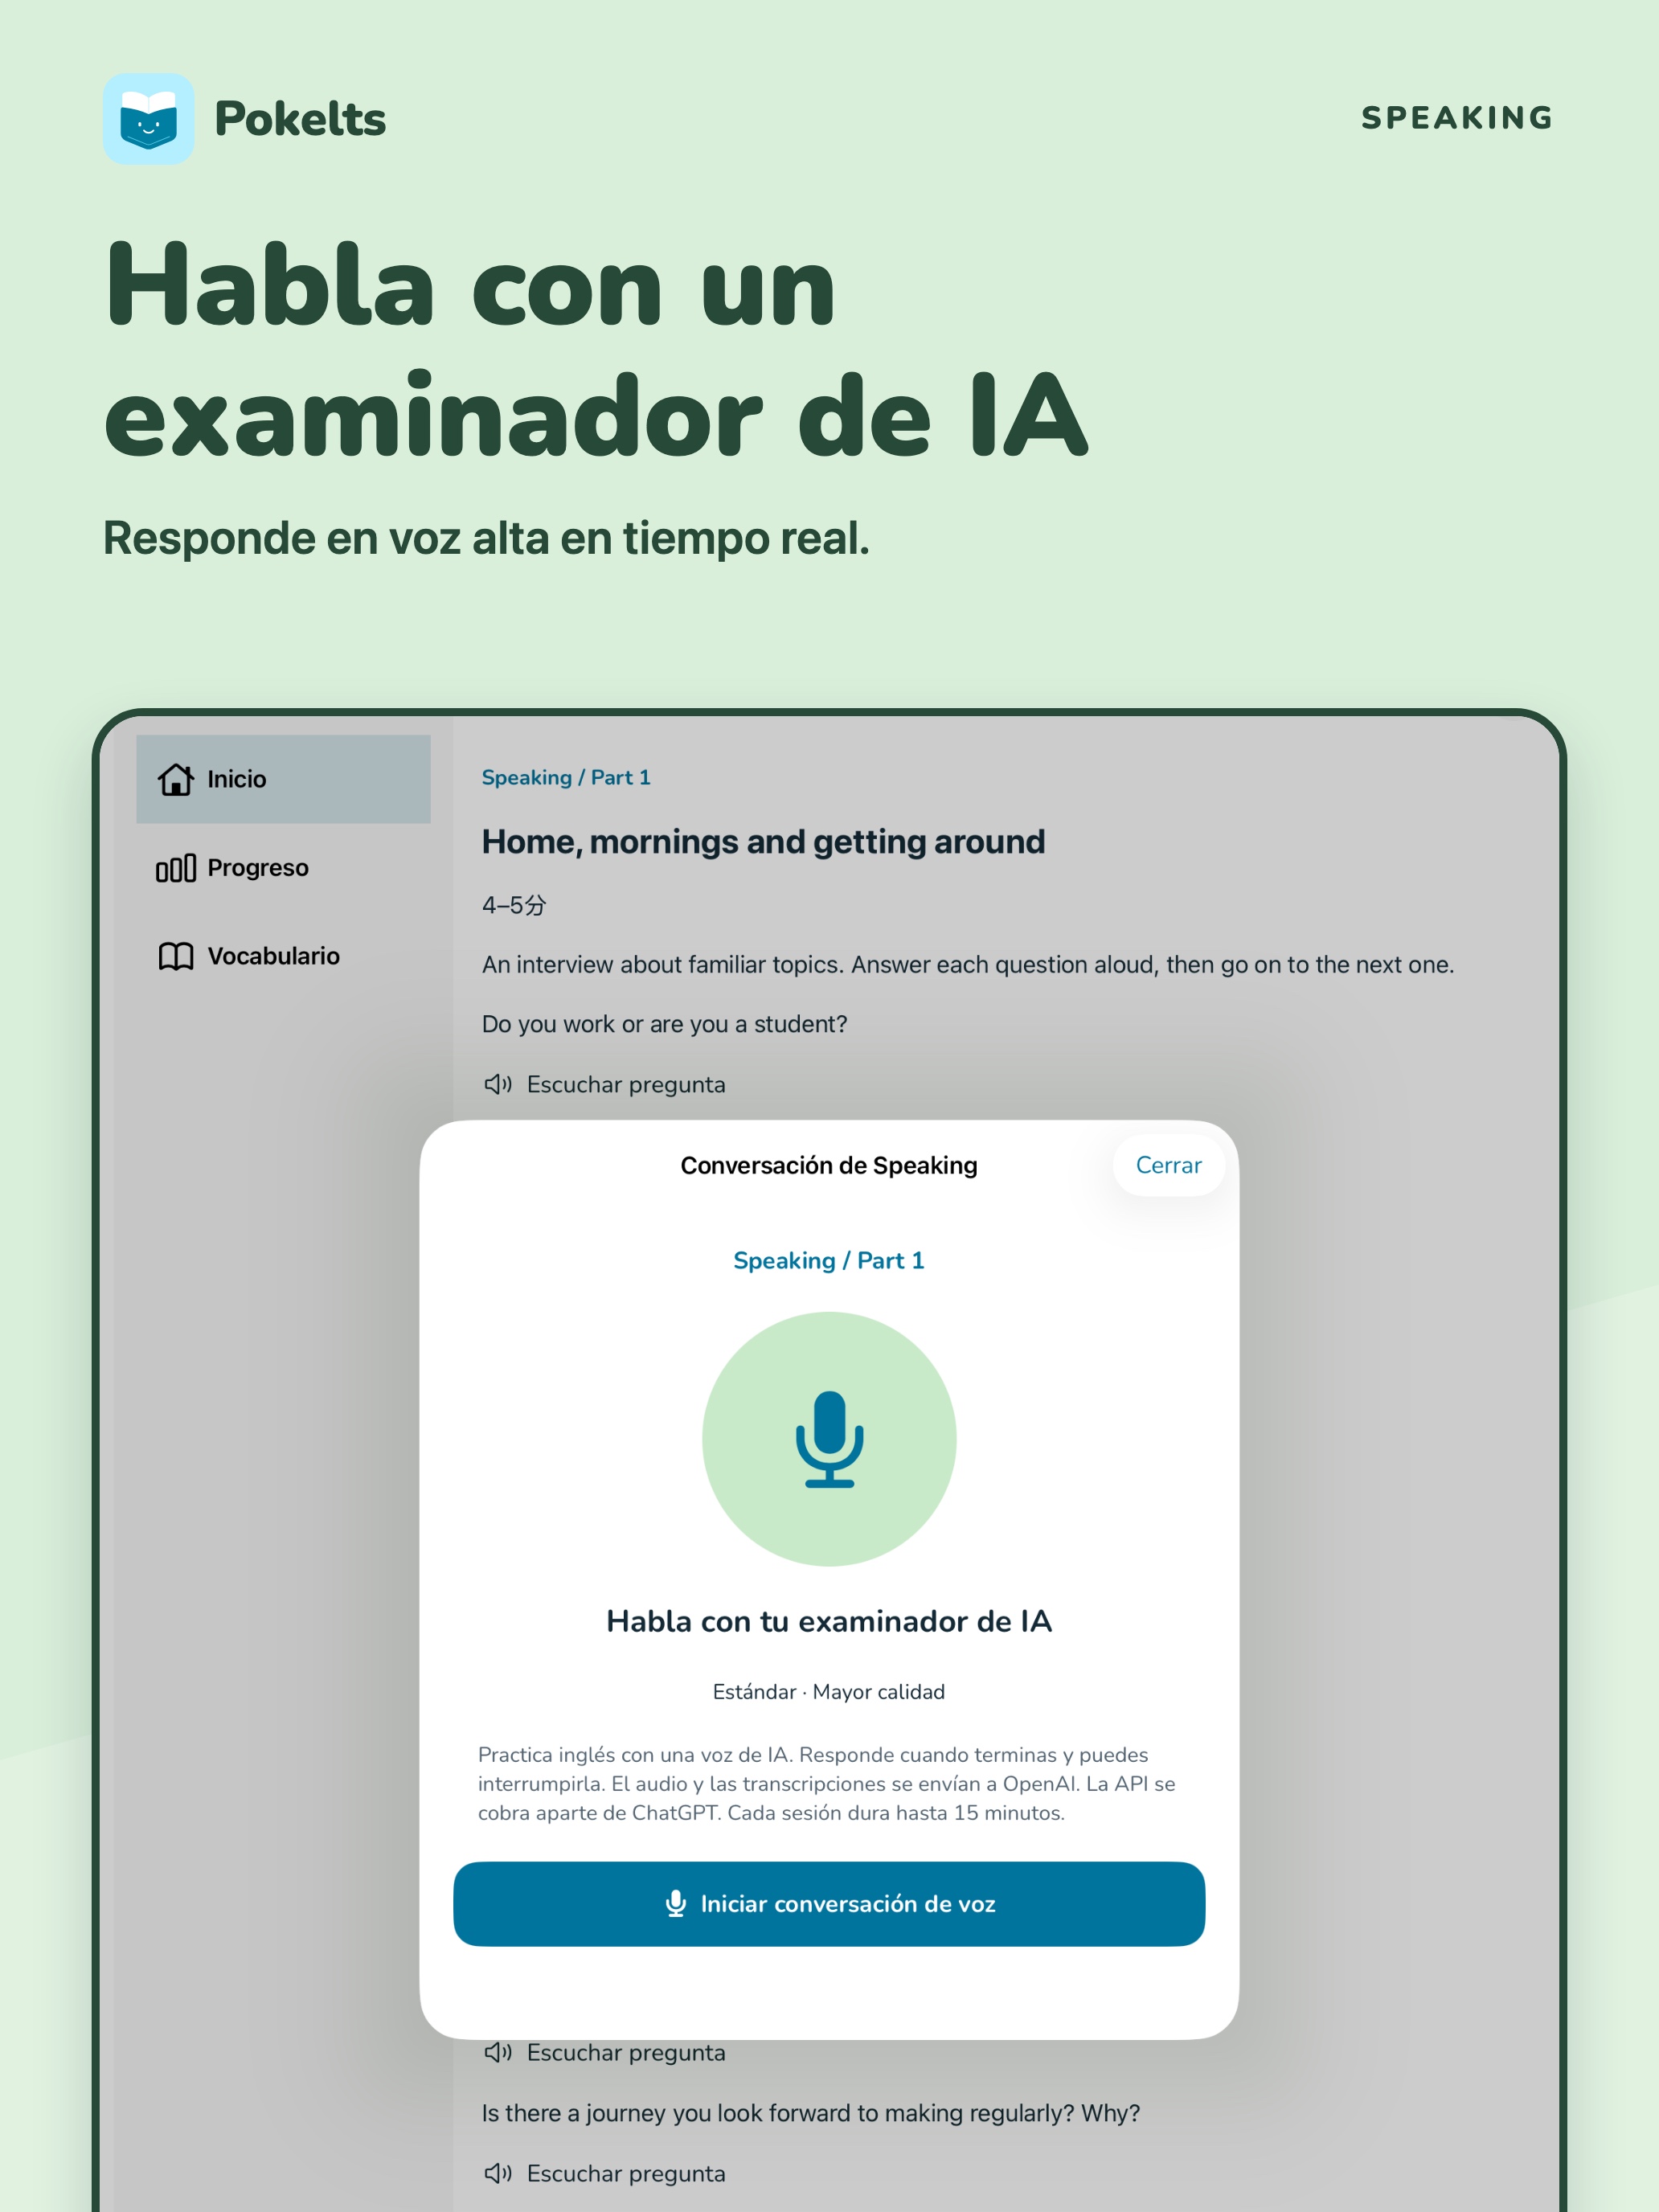 Pokelts
SPEAKING
Habla con un
examinador de IA
Responde en voz alta en tiempo real.
Inicio
Progreso
Vocabulario
Speaking / Part 1
Home, mornings and getting around
4–5分
An interview about familiar topics. Answer each question aloud, then go on to the next one.
Do you work or are you a student?
Escuchar pregunta
Conversación de Speaking
Cerrar
Speaking / Part 1
Habla con tu examinador de IA
Estándar · Mayor calidad
Practica inglés con una voz de IA. Responde cuando terminas y puedes
interrumpirla. El audio y las transcripciones se envían a OpenAI. La API se
cobra aparte de ChatGPT. Cada sesión dura hasta 15 minutos.
Iniciar conversación de voz
Escuchar pregunta
Is there a journey you look forward to making regularly? Why?
Escuchar pregunta